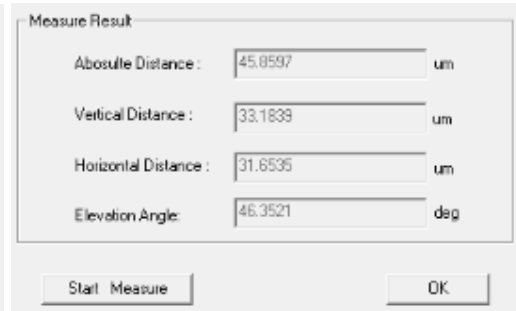 Measure Result
Abosulte Distance : 45.8597 um
Vertical Distance : 33.1839 um
Horizontal Distance : 31.6535 um
Elevation Angle: 46.3521 deg
Start Measure OK